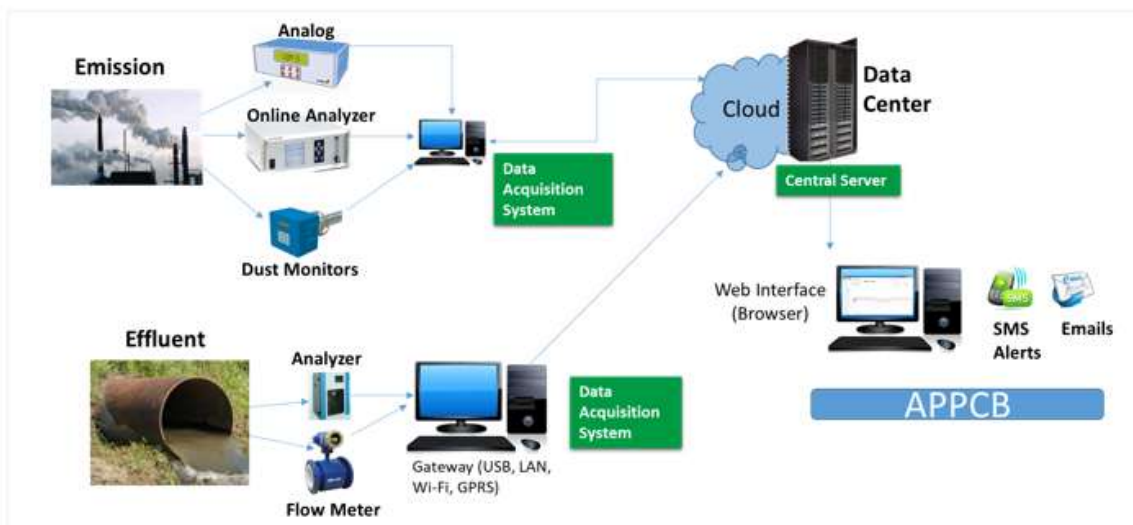 Analog
Emission
Online Analyzer
Dust Monitors
Data
Acquisition
System
Cloud
Data
Center
Central Server
Web Interface
(Browser)
SMS
SMS
Alerts
Emails
APPCB
Effluent
Analyzer
Flow Meter
Gateway (USB, LAN,
Wi-Fi, GPRS)
Data
Acquisition
System